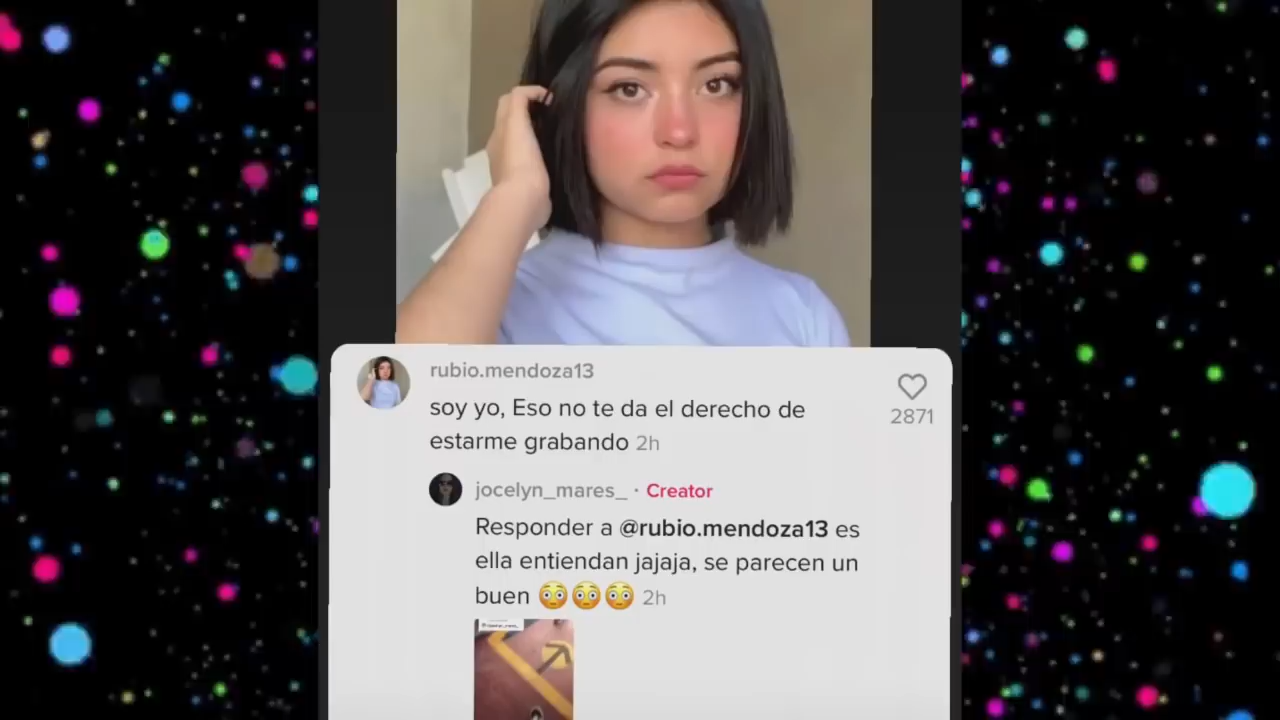 rubio.mendoza13
soy yo, Eso no te da el derecho de
estarme grabando 2h
2871
jocelyn_mares_ · Creator
Responder a @rubio.mendoza13 es
ella entiendan jajaja, se parecen un
buen 😳😳😳 2h